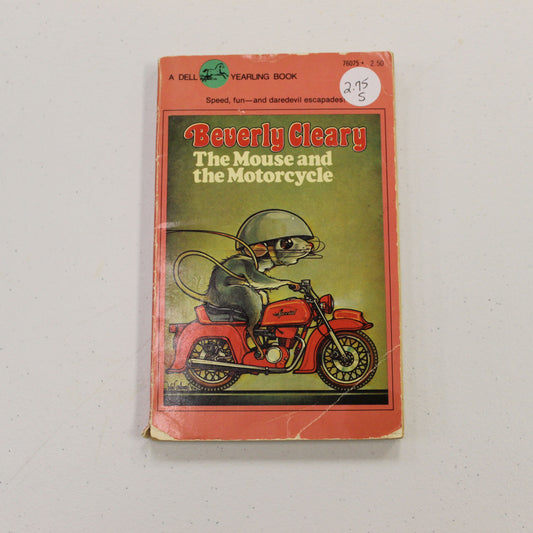 A DELL YEARLING BOOK
76075 • 2.50
2.75
S
Speed, fun—and daredevil escapades!
Beverly Cleary
The Mouse and
the Motorcycle